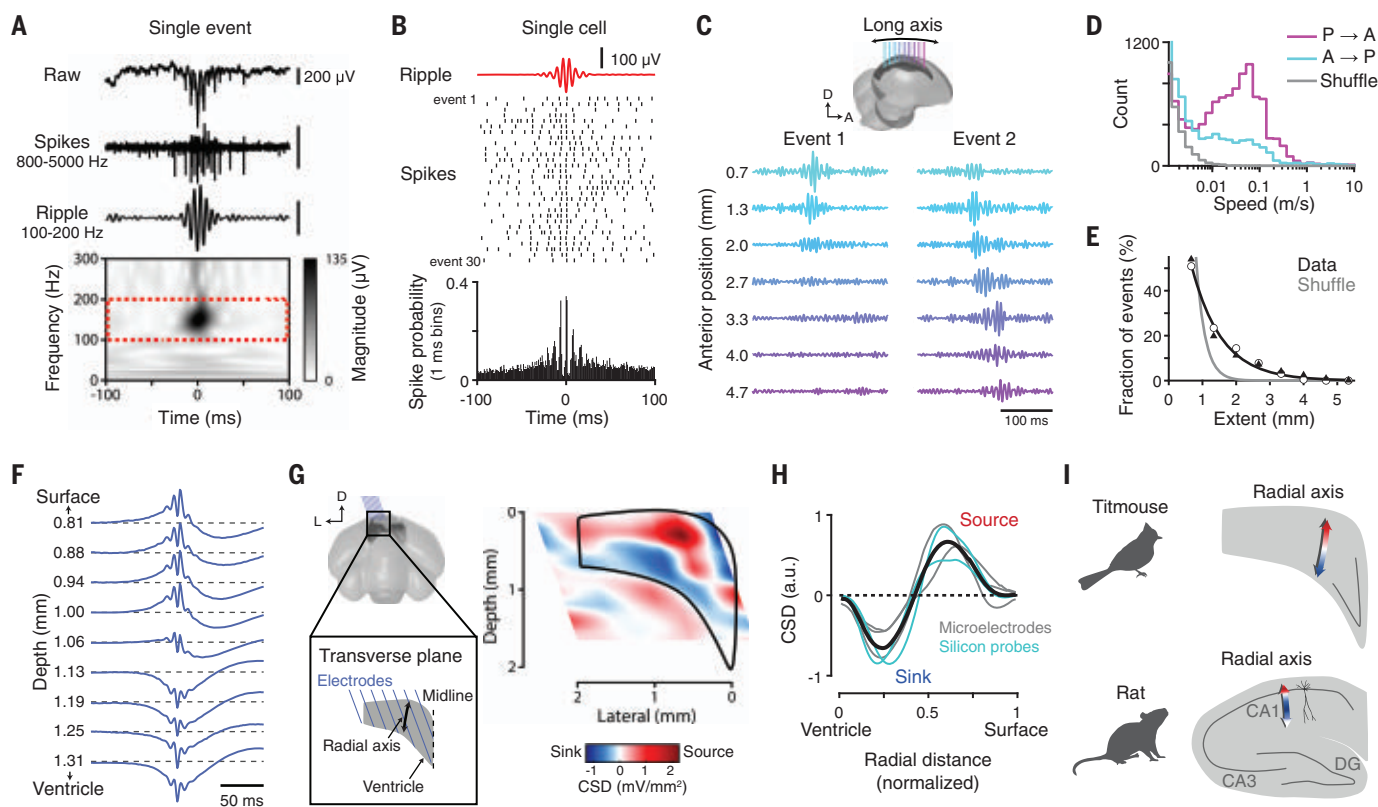 A
Single event
Raw
200 µV
Spikes
800-5000 Hz
Ripple
100-200 Hz
300
200
100
0
Frequency (Hz)
135
0
Magnitude (µV)
-100
0
100
Time (ms)
B
Single cell
100 µV
Ripple
event 1
Spikes
event 30
0.4
0
Spike probability
(1 ms bins)
-100
0
100
Time (ms)
C
Long axis
D
A
Event 1
Event 2
Anterior position (mm)
0.7
1.3
2.0
2.7
3.3
4.0
4.7
100 ms
D
P → A
A → P
Shuffle
1200
0
Count
0.01
0.1
1
10
Speed (m/s)
E
Data
Shuffle
Fraction of events (%)
40
20
0
0
1
2
3
4
5
Extent (mm)
F
Surface
0.81
0.88
0.94
1.00
1.06
1.13
1.19
1.25
1.31
Depth (mm)
Ventricle
50 ms
G
D
L
Transverse plane
Electrodes
Midline
Radial axis
Ventricle
0
1
2
Depth (mm)
2
1
0
Lateral (mm)
Sink
Source
-1
0
1
2
CSD (mV/mm²)
H
1
0
-1
CSD (a.u.)
Source
Microelectrodes
Silicon probes
Sink
0
0.5
1
Ventricle
Surface
Radial distance
(normalized)
I
Titmouse
Radial axis
Rat
Radial axis
CA1
CA3
DG